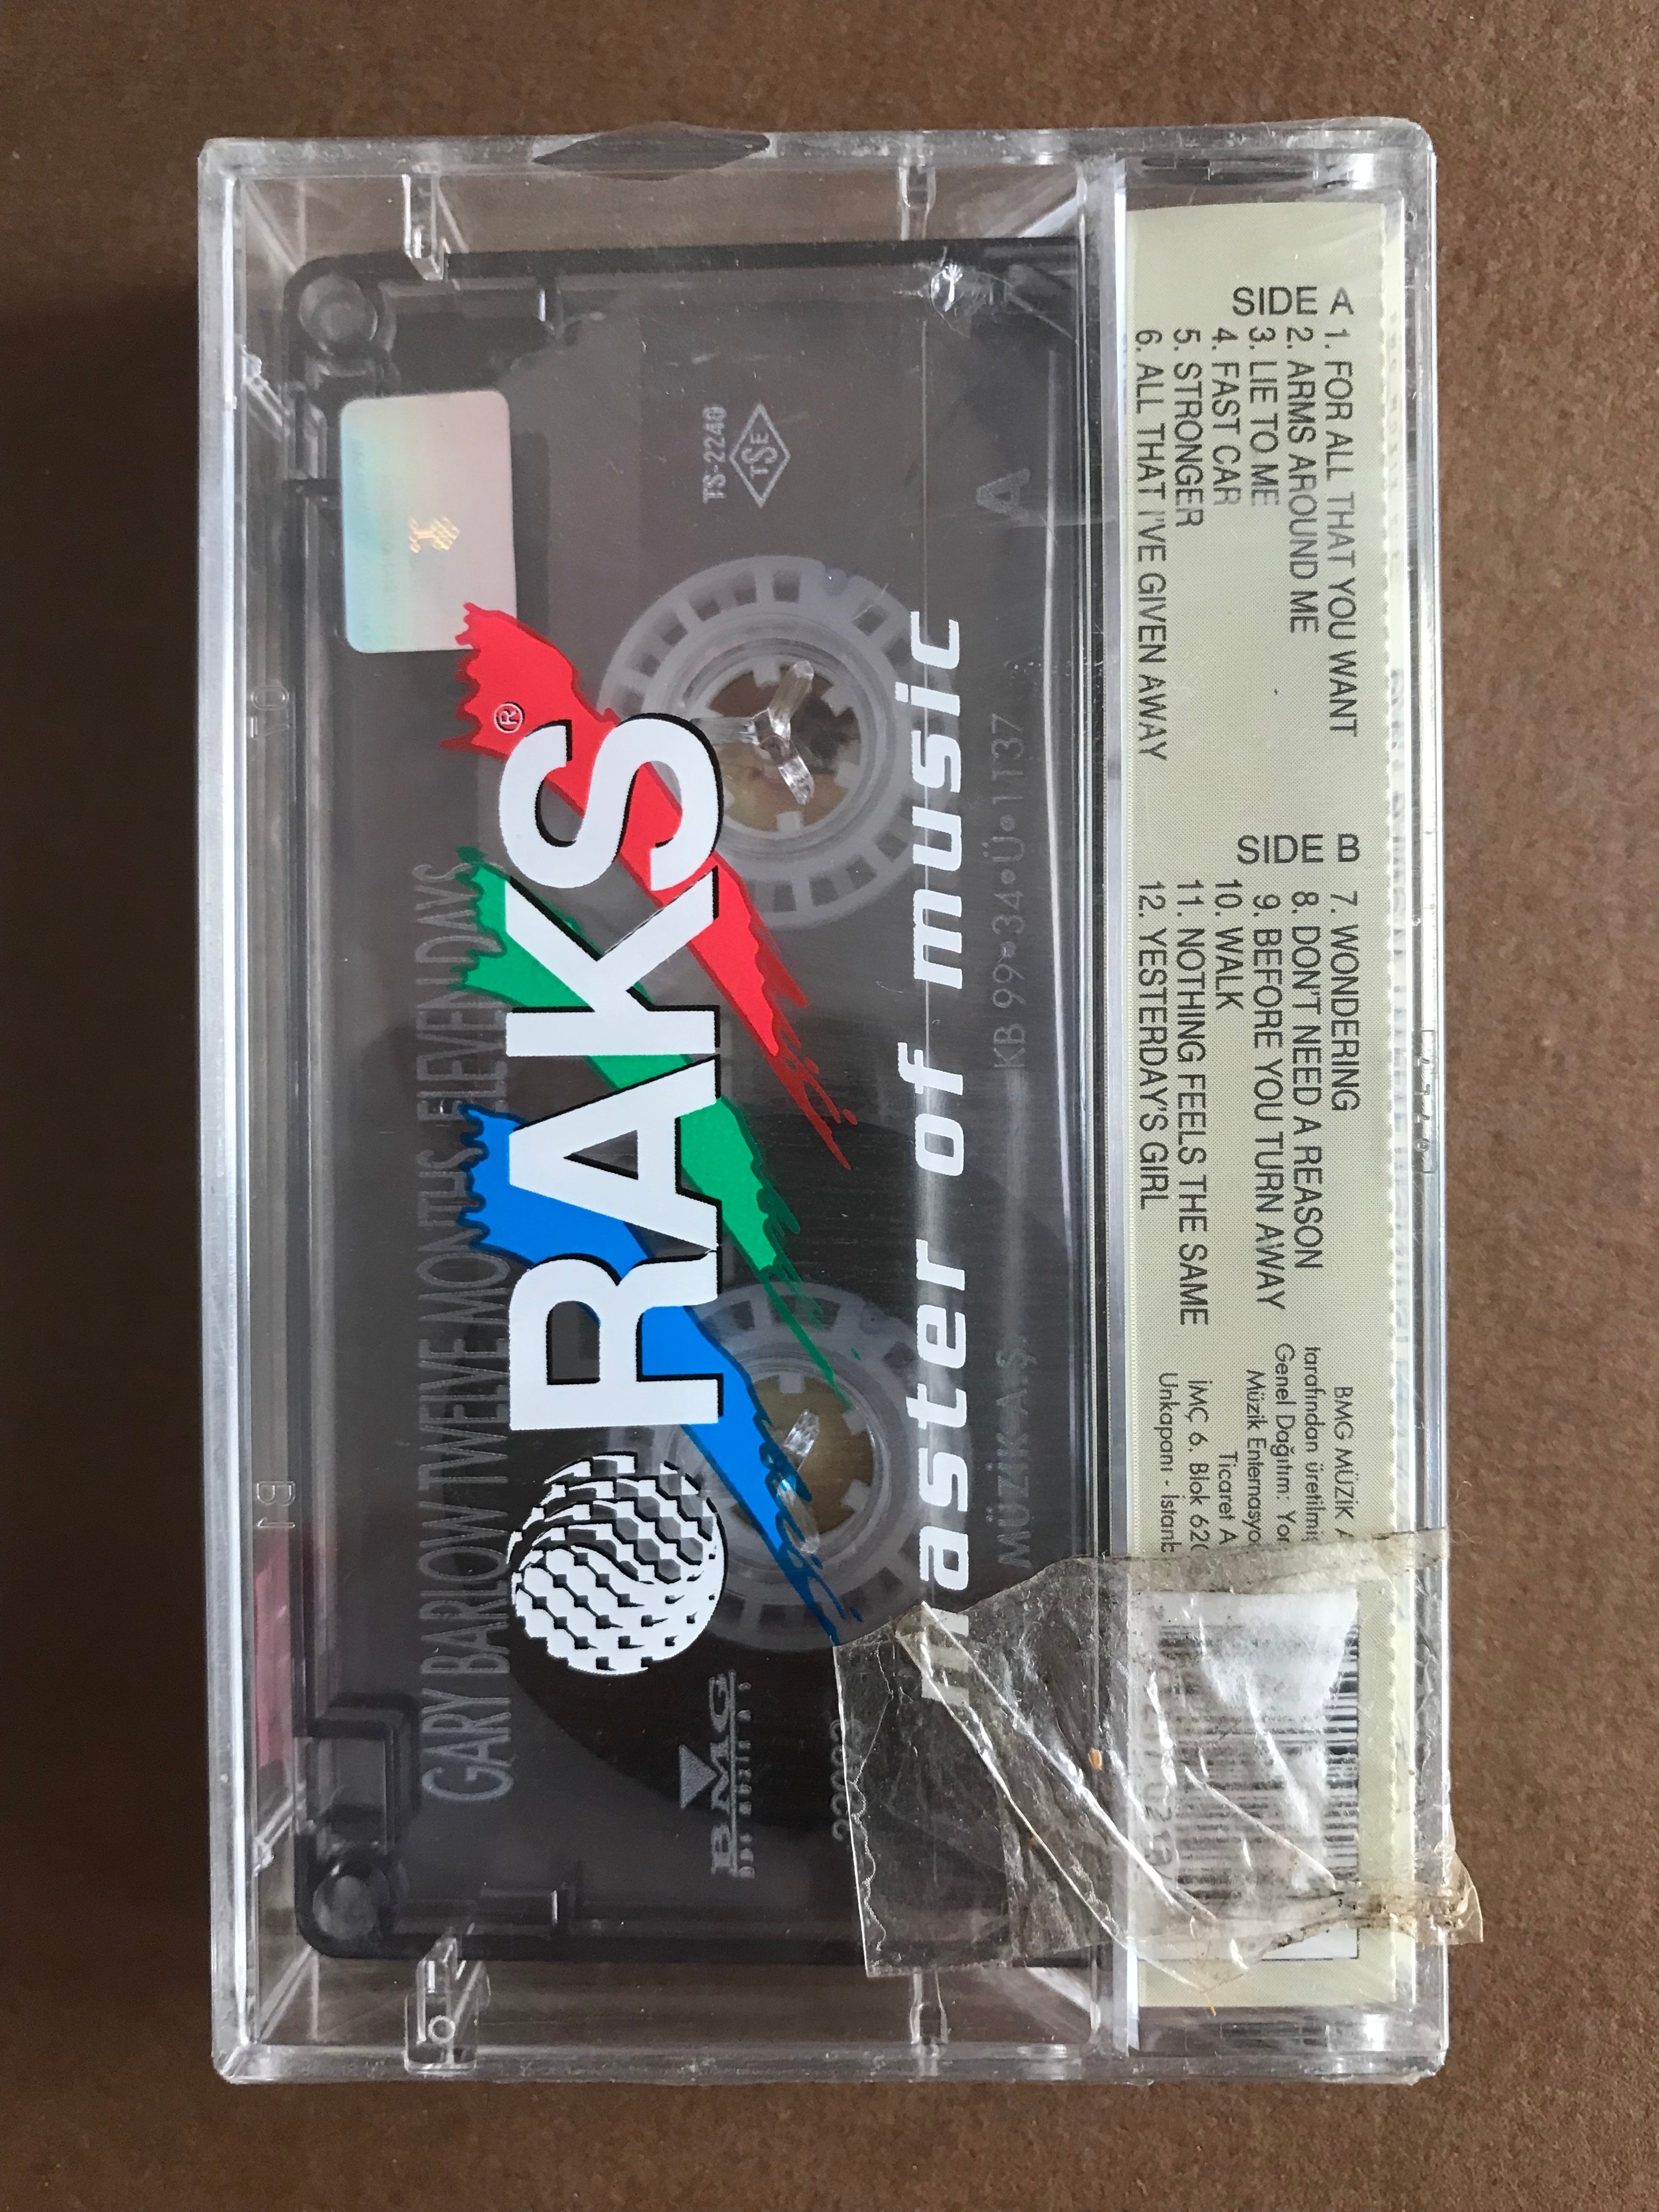 A
SIDE
1. FOR ALL THAT YOU WANT
2. ARMS AROUND ME
3. LIE TO ME
4. FAST CAR
5. STRONGER
6. ALL THAT I'VE GIVEN AWAY
B
SIDE
7. WONDERING
8. DON'T NEED A REASON
9. BEFORE YOU TURN AWAY
10. WALK
11. NOTHING FEELS THE SAME
12. YESTERDAY'S GIRL
BMG MÜZİK A
tarafından üretilmiş
Genel Dağıtım:
Müzik Enternasyo
Ticaret A
İMÇ 6. Blok
Unkapanı - İstanb
A
MÜZİK A.Ş KB 99•34•Ü•1137
master of music
TSE
TS-2240
BMG
RAKS®
GARY BARLOW TWELVE MONTHS ELEVEN DAYS